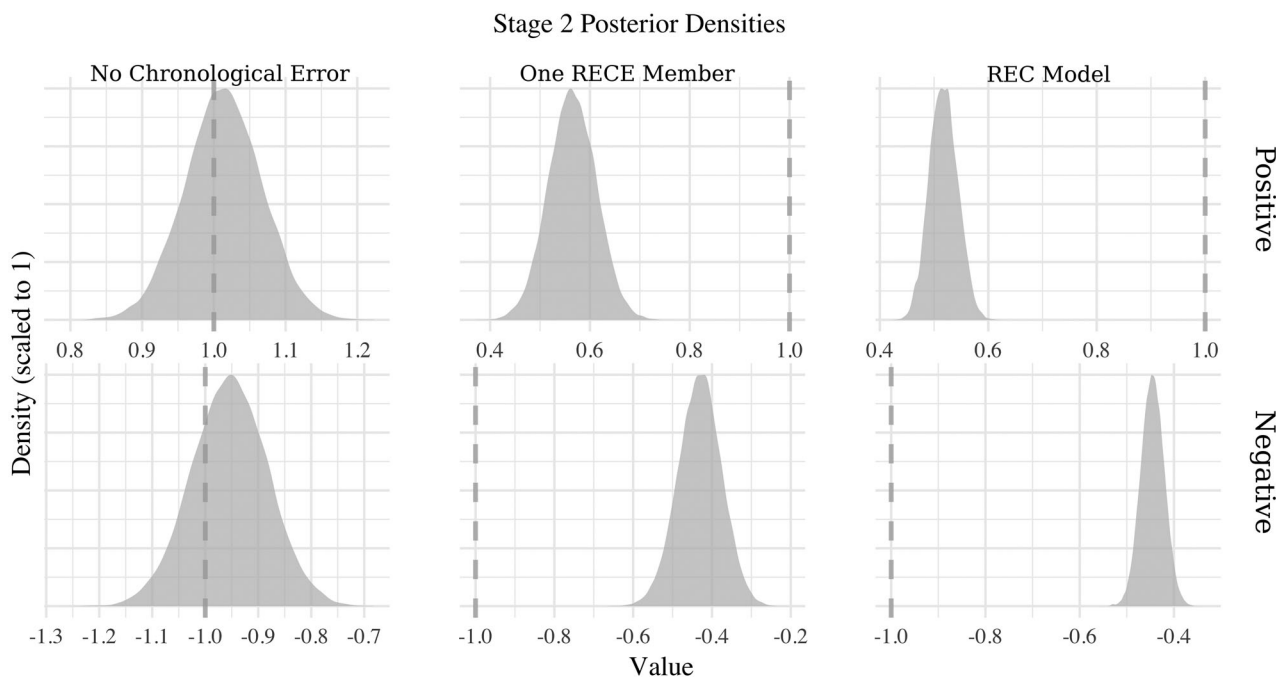 Stage 2 Posterior Densities
No Chronological Error
One RECE Member
REC Model
Density (scaled to 1)
Positive
0.8 0.9 1.0 1.1 1.2
0.4 0.6 0.8 1.0
0.4 0.6 0.8 1.0
Negative
-1.3 -1.2 -1.1 -1.0 -0.9 -0.8 -0.7
-1.0 -0.8 -0.6 -0.4 -0.2
-1.0 -0.8 -0.6 -0.4
Value